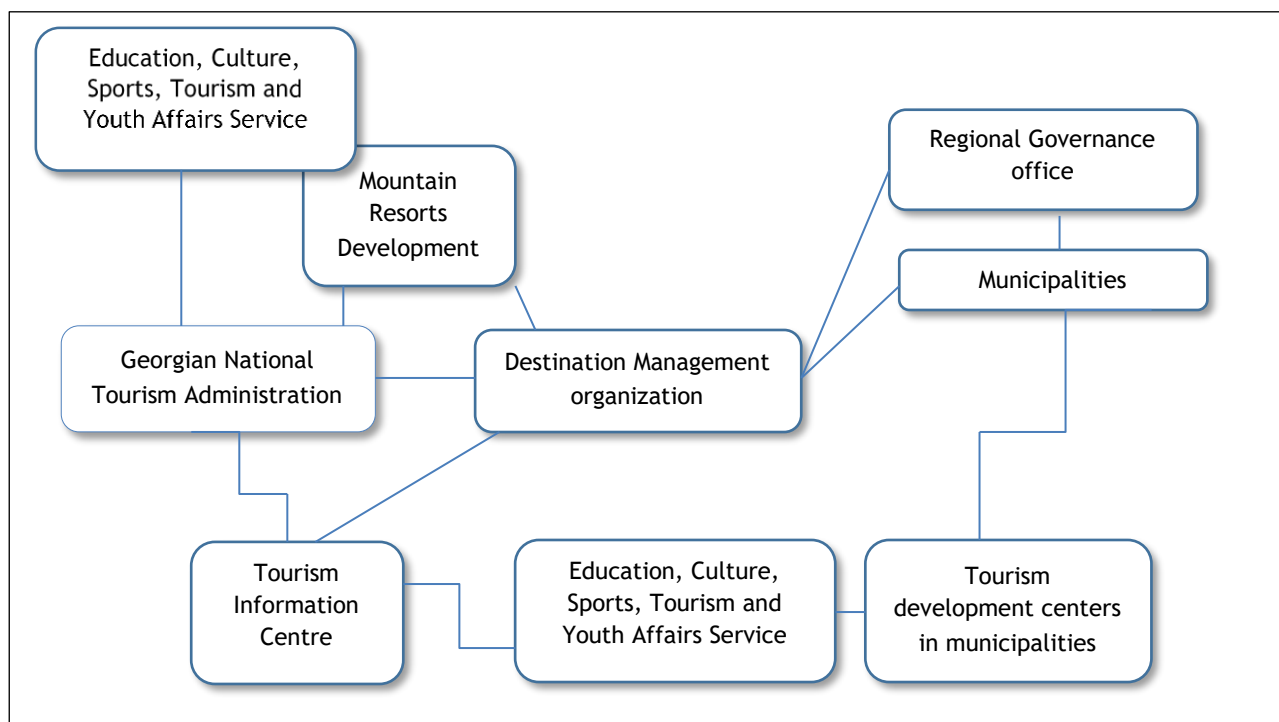 Education, Culture,
Sports, Tourism and
Youth Affairs Service
Mountain
Resorts
Development
Regional Governance
office
Municipalities
Georgian National
Tourism Administration
Destination Management
organization
Tourism
Information
Centre
Education, Culture,
Sports, Tourism and
Youth Affairs Service
Tourism
development centers
in municipalities